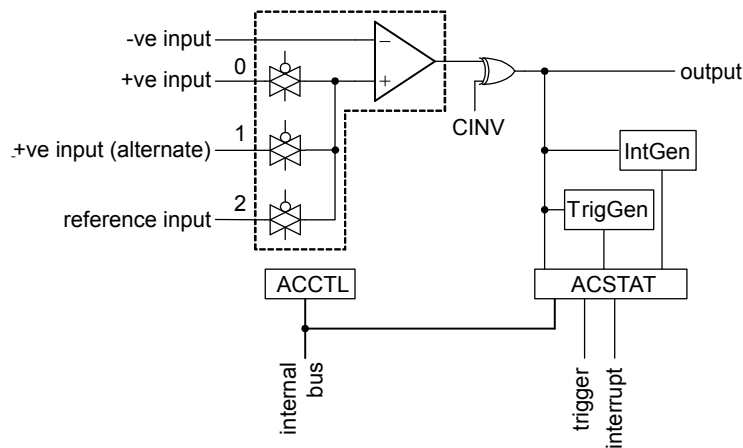 -ve input
−
+ve input
0
+
output
CINV
+ve input (alternate)
1
IntGen
reference input
2
TrigGen
ACCTL
ACSTAT
internal
bus
trigger
interrupt